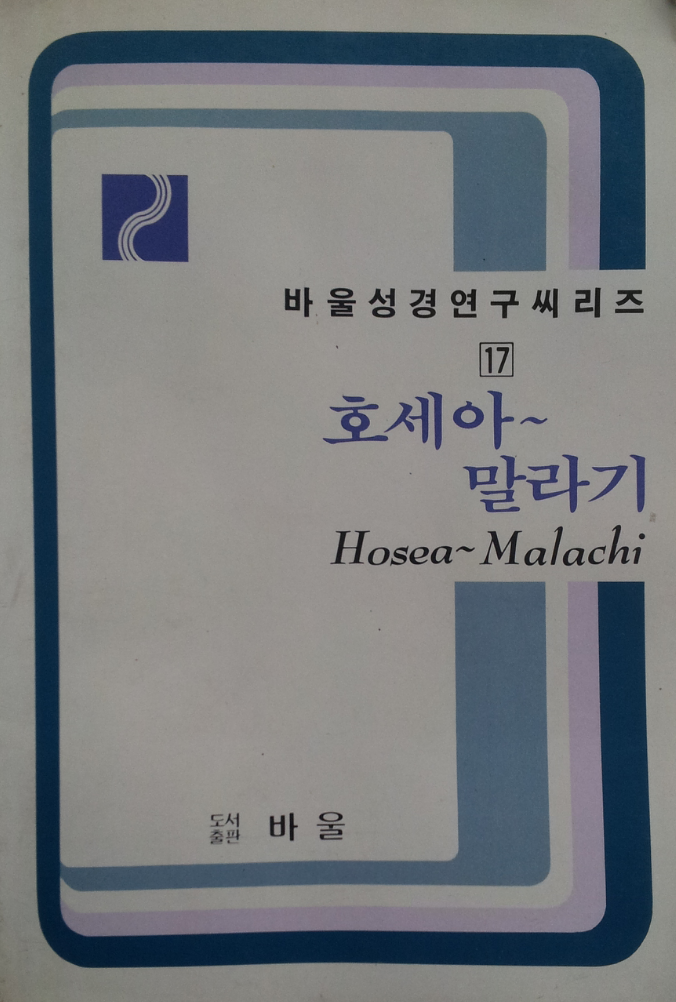 바울성경연구씨리즈
17
호세아~
말라기
Hosea~Malachi
도서
출판 바울